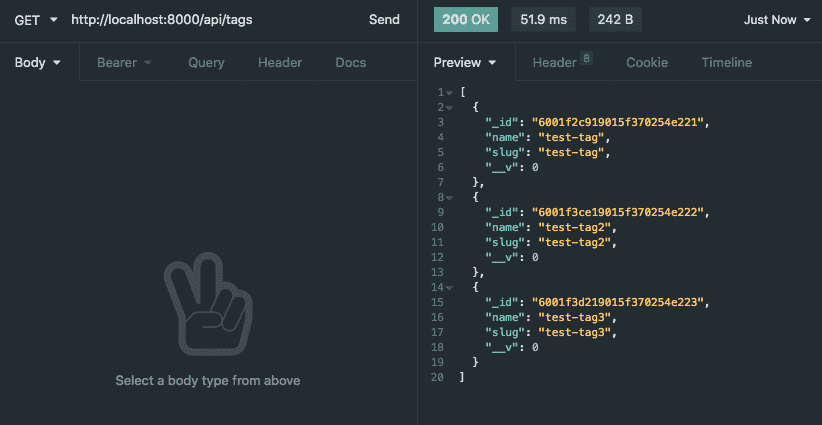 GET http://localhost:8000/api/tags Send 200 OK 51.9 ms 242 B Just Now
Body Bearer Query Header Docs Preview Header 8 Cookie Timeline
1 [
2 {
3 "_id": "6001f2c919015f370254e221",
4 "name": "test-tag",
5 "slug": "test-tag",
6 "__v": 0
7 },
8 {
9 "_id": "6001f3ce19015f370254e222",
10 "name": "test-tag2",
11 "slug": "test-tag2",
12 "__v": 0
13 },
14 {
15 "_id": "6001f3d219015f370254e223",
16 "name": "test-tag3",
17 "slug": "test-tag3",
18 "__v": 0
19 }
20 ]
Select a body type from above